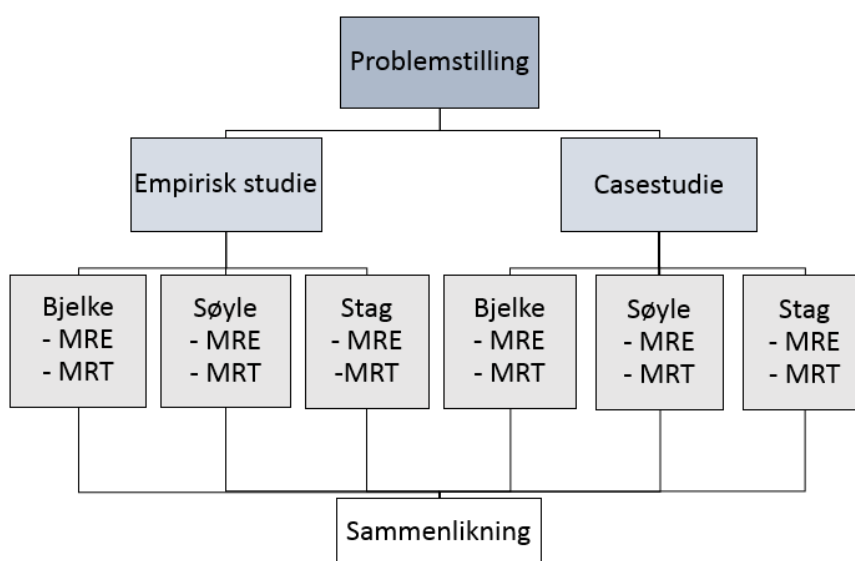 Problemstilling
Empirisk studie
Casestudie
Bjelke
- MRE
- MRT
Søyle
- MRE
- MRT
Stag
- MRE
-MRT
Bjelke
- MRE
- MRT
Søyle
- MRE
- MRT
Stag
- MRE
- MRT
Sammenlikning